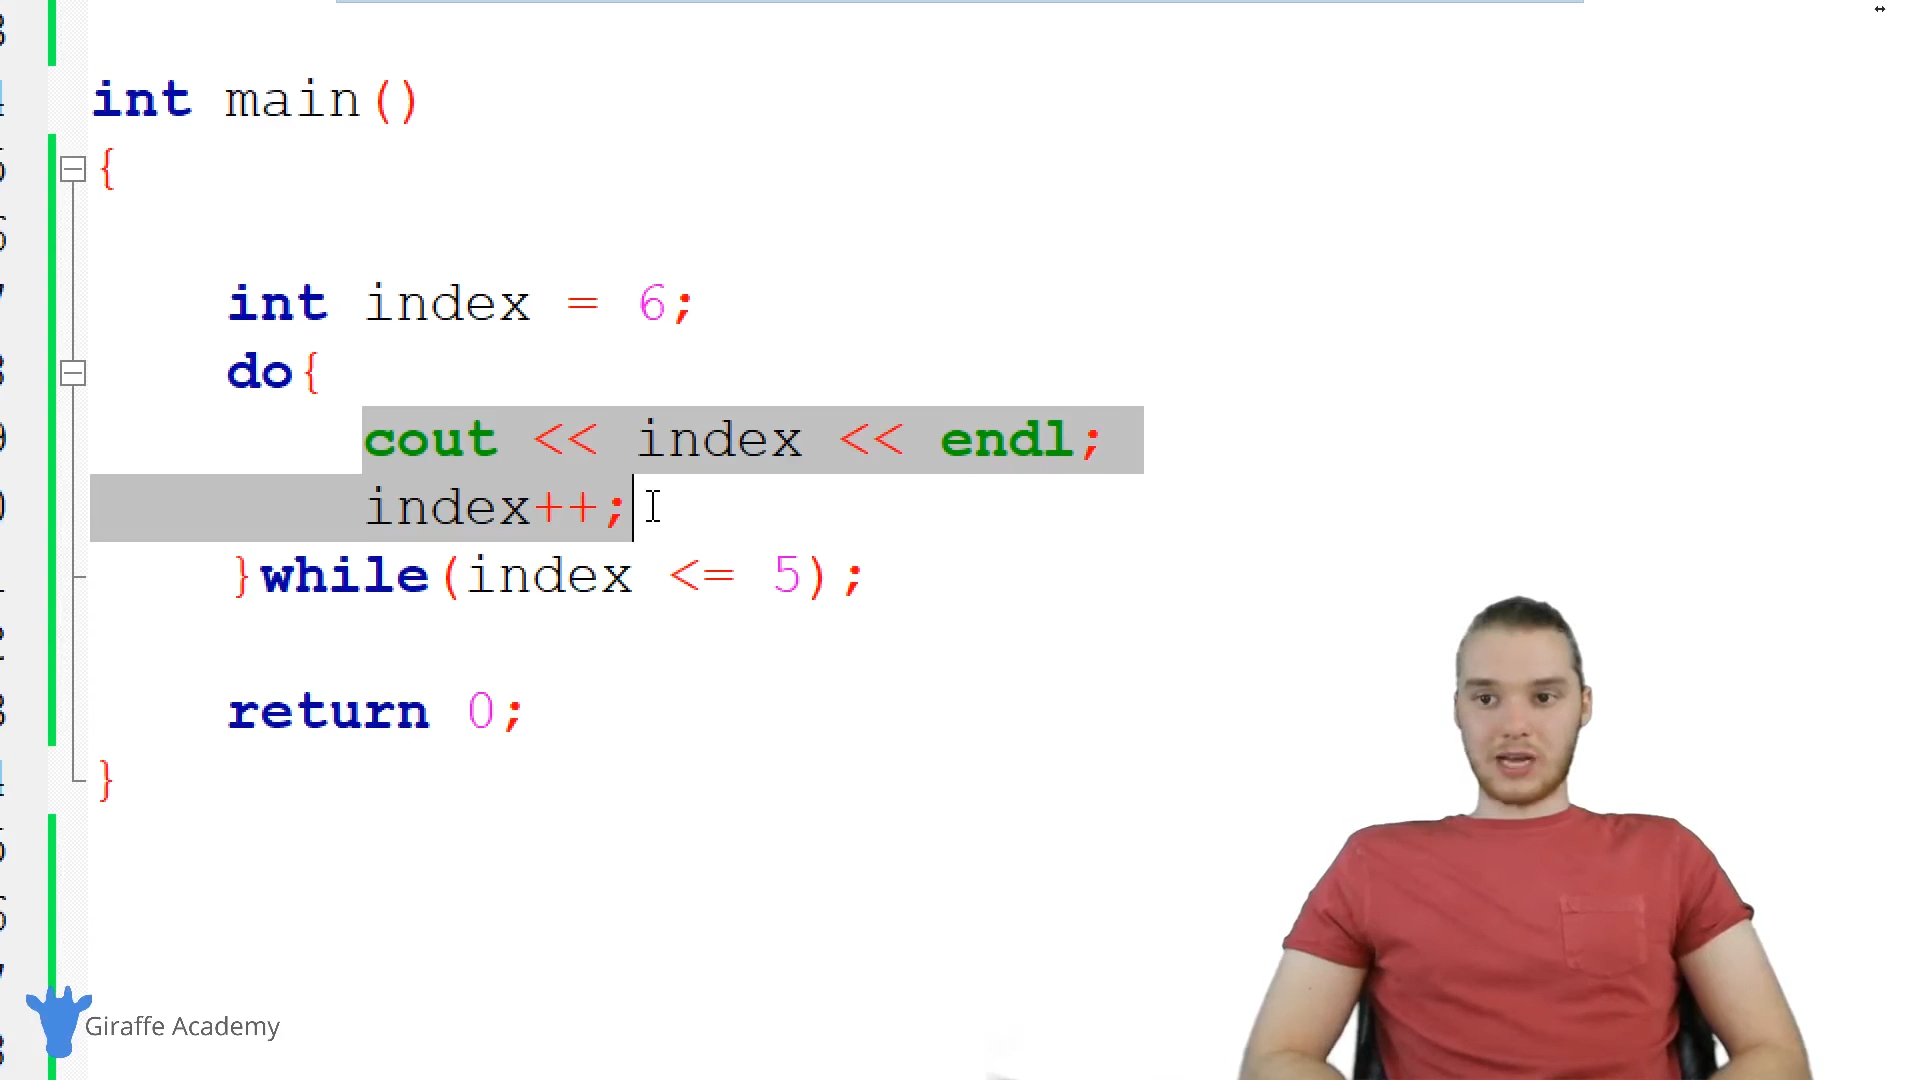 int main()
{
int index = 6;
do{
cout << index << endl;
index++;
}while(index <= 5);
return 0;
}
Giraffe Academy